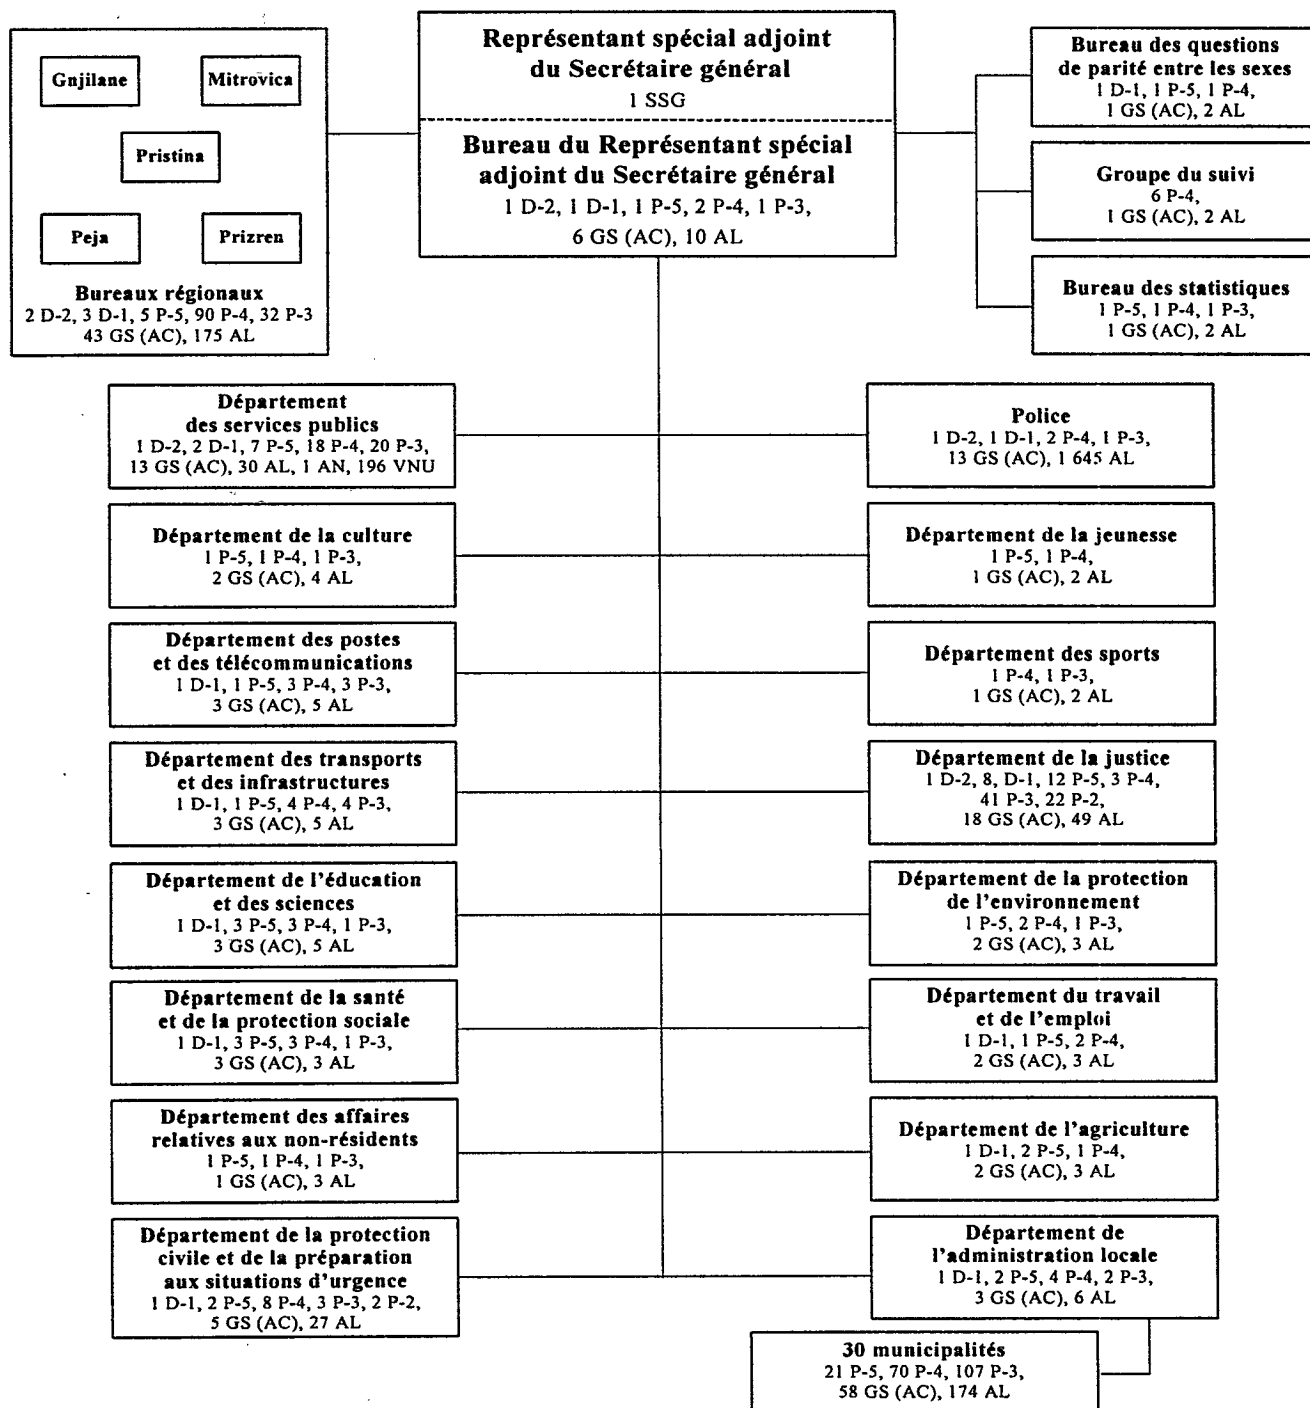 Gnjilane
Mitrovica
Pristina
Peja
Prizren
Bureaux régionaux
2 D-2, 3 D-1, 5 P-5, 90 P-4, 32 P-3
43 GS (AC), 175 AL
Représentant spécial adjoint
du Secrétaire général
1 SSG
Bureau du Représentant spécial
adjoint du Secrétaire général
1 D-2, 1 D-1, 1 P-5, 2 P-4, 1 P-3,
6 GS (AC), 10 AL
Bureau des questions
de parité entre les sexes
1 D-1, 1 P-5, 1 P-4,
1 GS (AC), 2 AL
Groupe du suivi
6 P-4,
1 GS (AC), 2 AL
Bureau des statistiques
1 P-5, 1 P-4, 1 P-3,
1 GS (AC), 2 AL
Département
des services publics
1 D-2, 2 D-1, 7 P-5, 18 P-4, 20 P-3,
13 GS (AC), 30 AL, 1 AN, 196 VNU
Police
1 D-2, 1 D-1, 2 P-4, 1 P-3,
13 GS (AC), 1 645 AL
Département de la culture
1 P-5, 1 P-4, 1 P-3,
2 GS (AC), 4 AL
Département de la jeunesse
1 P-5, 1 P-4,
1 GS (AC), 2 AL
Département des postes
et des télécommunications
1 D-1, 1 P-5, 3 P-4, 3 P-3,
3 GS (AC), 5 AL
Département des sports
1 P-4, 1 P-3,
1 GS (AC), 2 AL
Département des transports
et des infrastructures
1 D-1, 1 P-5, 4 P-4, 4 P-3,
3 GS (AC), 5 AL
Département de la justice
1 D-2, 8, D-1, 12 P-5, 3 P-4,
41 P-3, 22 P-2,
18 GS (AC), 49 AL
Département de l'éducation
et des sciences
1 D-1, 3 P-5, 3 P-4, 1 P-3,
3 GS (AC), 5 AL
Département de la protection
de l'environnement
1 P-5, 2 P-4, 1 P-3,
2 GS (AC), 3 AL
Département de la santé
et de la protection sociale
1 D-1, 3 P-5, 3 P-4, 1 P-3,
3 GS (AC), 3 AL
Département du travail
et de l'emploi
1 D-1, 1 P-5, 2 P-4,
2 GS (AC), 3 AL
Département des affaires
relatives aux non-résidents
1 P-5, 1 P-4, 1 P-3,
1 GS (AC), 3 AL
Département de l'agriculture
1 D-1, 2 P-5, 1 P-4,
2 GS (AC), 3 AL
Département de la protection
civile et de la préparation
aux situations d'urgence
1 D-1, 2 P-5, 8 P-4, 3 P-3, 2 P-2,
5 GS (AC), 27 AL
Département de
l'administration locale
1 D-1, 2 P-5, 4 P-4, 2 P-3,
3 GS (AC), 6 AL
30 municipalités
21 P-5, 70 P-4, 107 P-3,
58 GS (AC), 174 AL